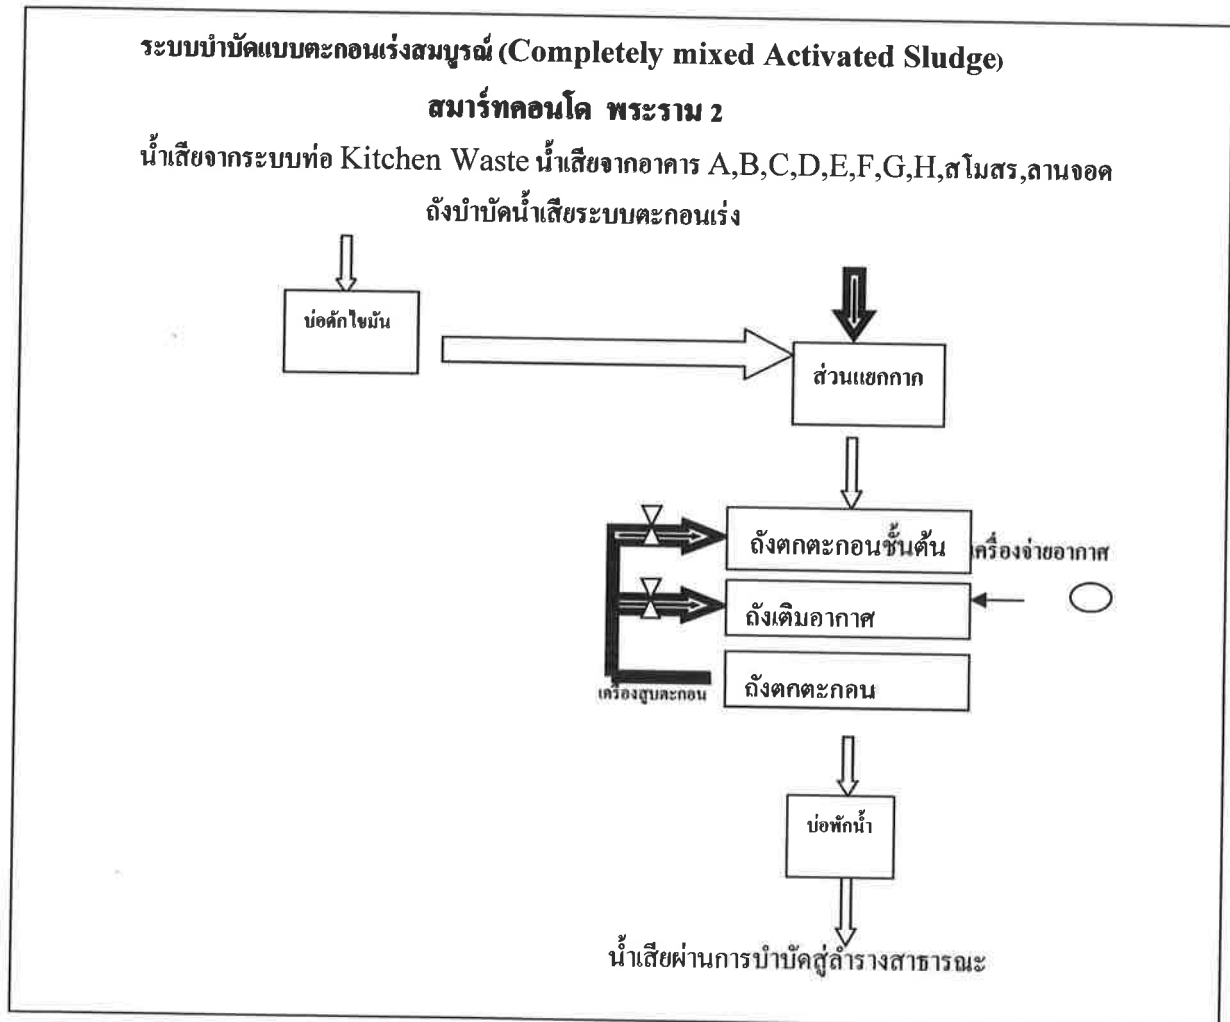 ระบบบำบัดแบบตะกอนเร่งสมบูรณ์ (Completely mixed Activated Sludge)
สมาร์ทคอนโด พระราม 2
น้ำเสียจากระบบท่อ Kitchen Waste น้ำเสียจากอาคาร A,B,C,D,E,F,G,H,สโมสร,ลานจอด
ถังบำบัดน้ำเสียระบบตะกอนเร่ง
บ่อดักไขมัน
ส่วนแยกกาก
ถังตกตะกอนชั้นต้น
เครื่องจ่ายอากาศ
ถังเติมอากาศ
ถังตกตะกอน
เครื่องสูบตะกอน
บ่อพักน้ำ
น้ำเสียผ่านการบำบัดสู่ลำรางสาธารณะ